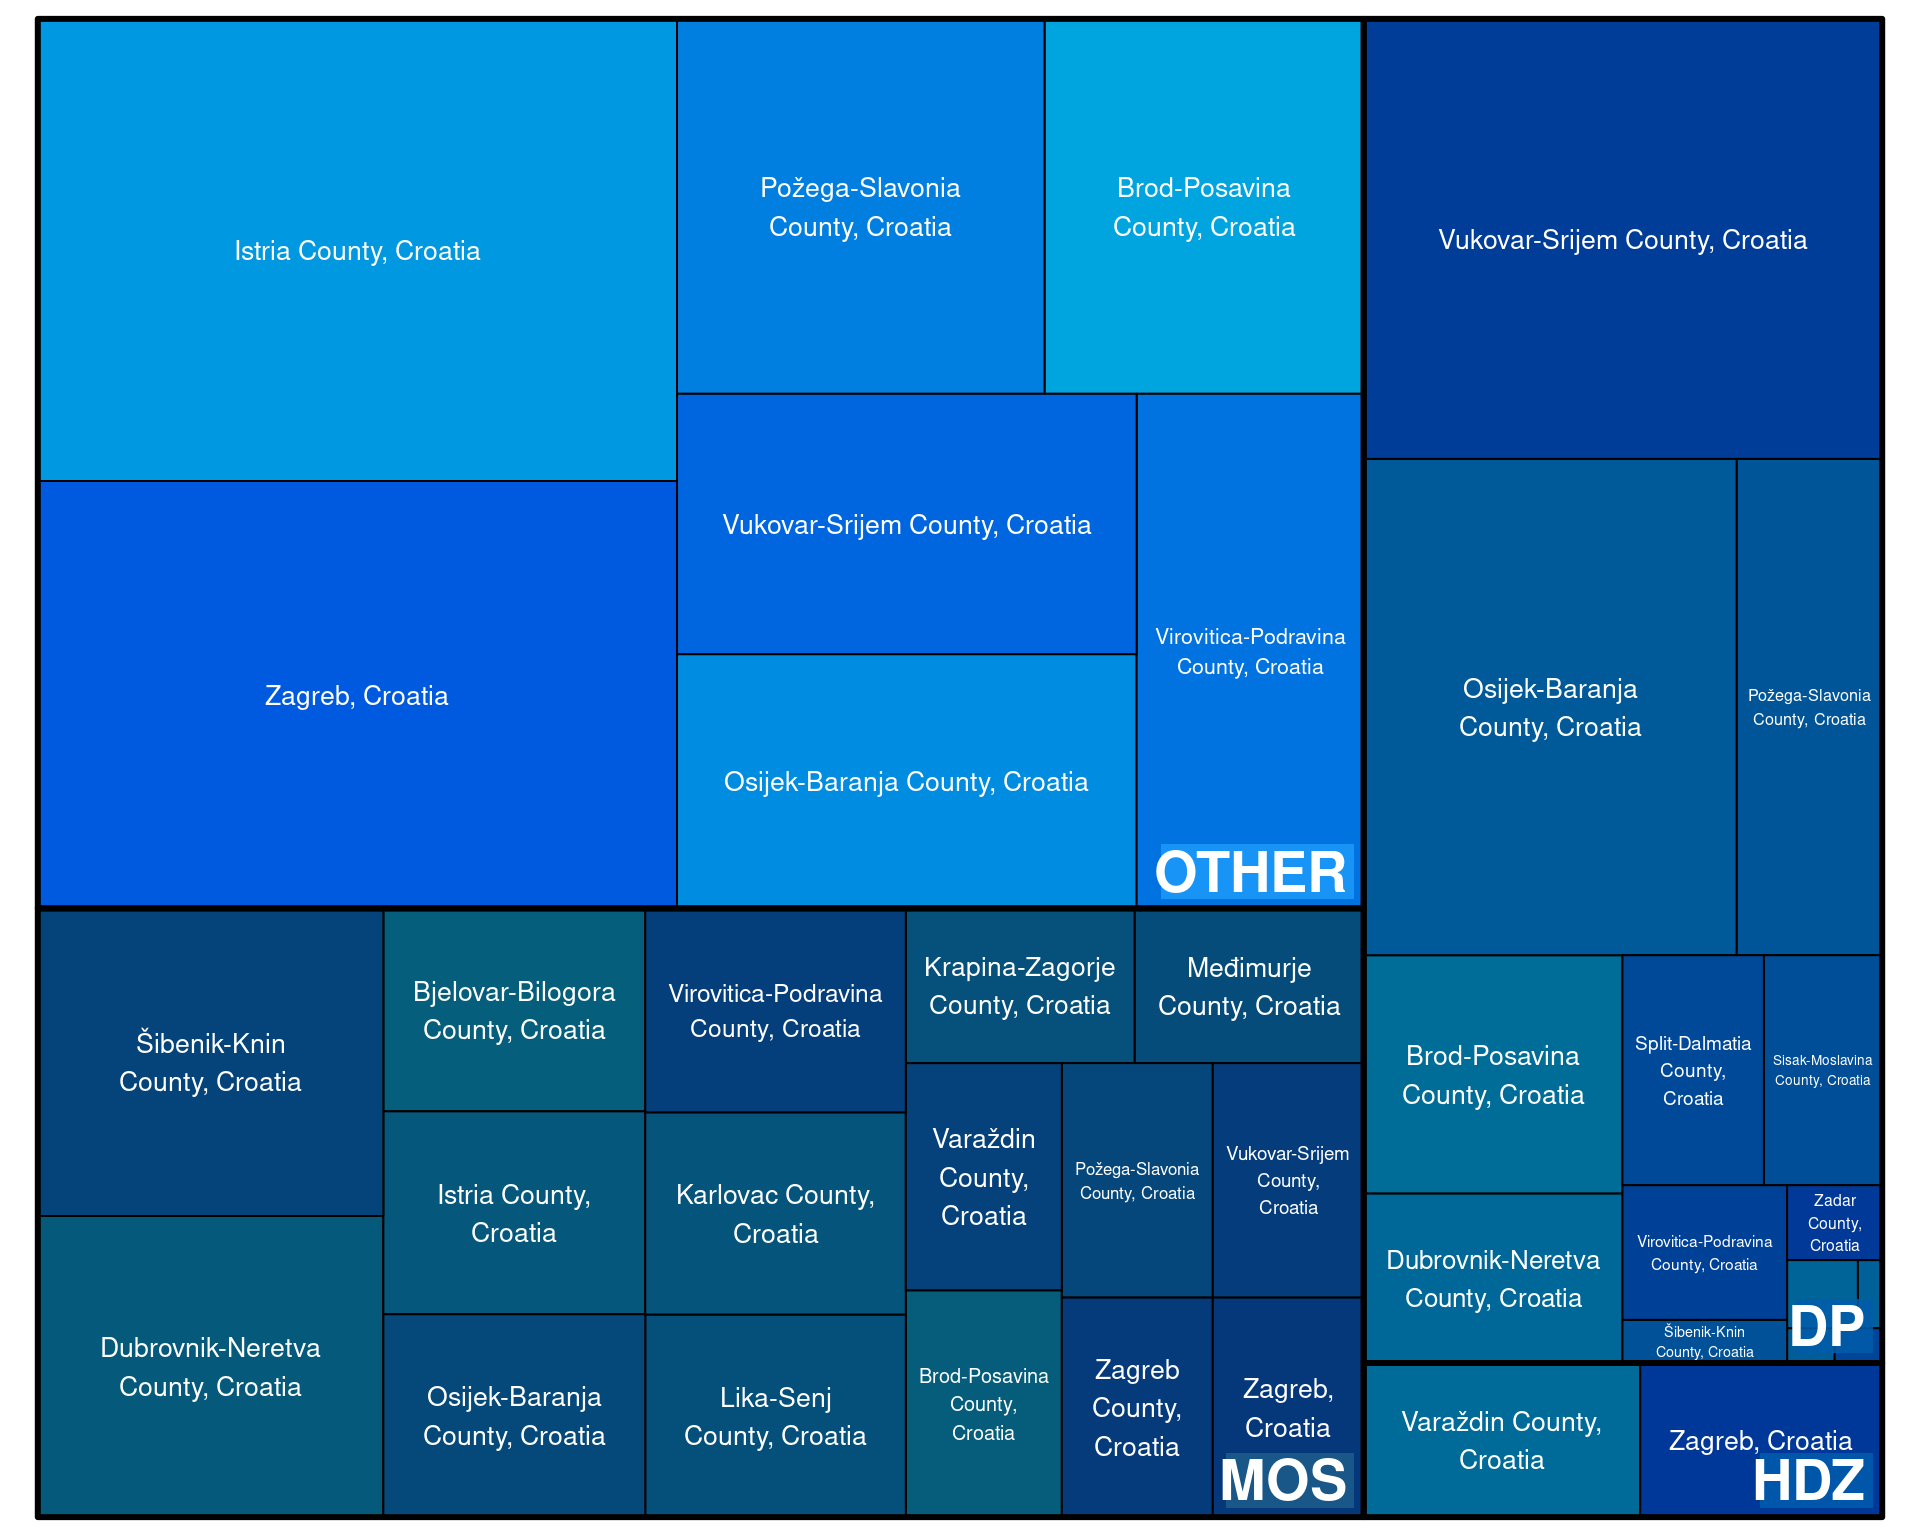 Istria County, Croatia
Požega-Slavonia
County, Croatia
Brod-Posavina
County, Croatia
Zagreb, Croatia
Vukovar-Srijem County, Croatia
Osijek-Baranja County, Croatia
Virovitica-Podravina
County, Croatia
OTHER
Vukovar-Srijem County, Croatia
Osijek-Baranja
County, Croatia
Požega-Slavonia
County, Croatia
Brod-Posavina
County, Croatia
Split-Dalmatia
County,
Croatia
Sisak-Moslavina
County, Croatia
Dubrovnik-Neretva
County, Croatia
Virovitica-Podravina
County, Croatia
Zadar
County,
Croatia
Šibenik-Knin
County, Croatia
DP
Šibenik-Knin
County, Croatia
Dubrovnik-Neretva
County, Croatia
Bjelovar-Bilogora
County, Croatia
Istria County,
Croatia
Osijek-Baranja
County, Croatia
Virovitica-Podravina
County, Croatia
Karlovac County,
Croatia
Lika-Senj
County, Croatia
Krapina-Zagorje
County, Croatia
Međimurje
County, Croatia
Varaždin
County,
Croatia
Požega-Slavonia
County, Croatia
Vukovar-Srijem
County,
Croatia
Brod-Posavina
County,
Croatia
Zagreb
County,
Croatia
Zagreb,
Croatia
MOS
Varaždin County,
Croatia
Zagreb, Croatia
HDZ